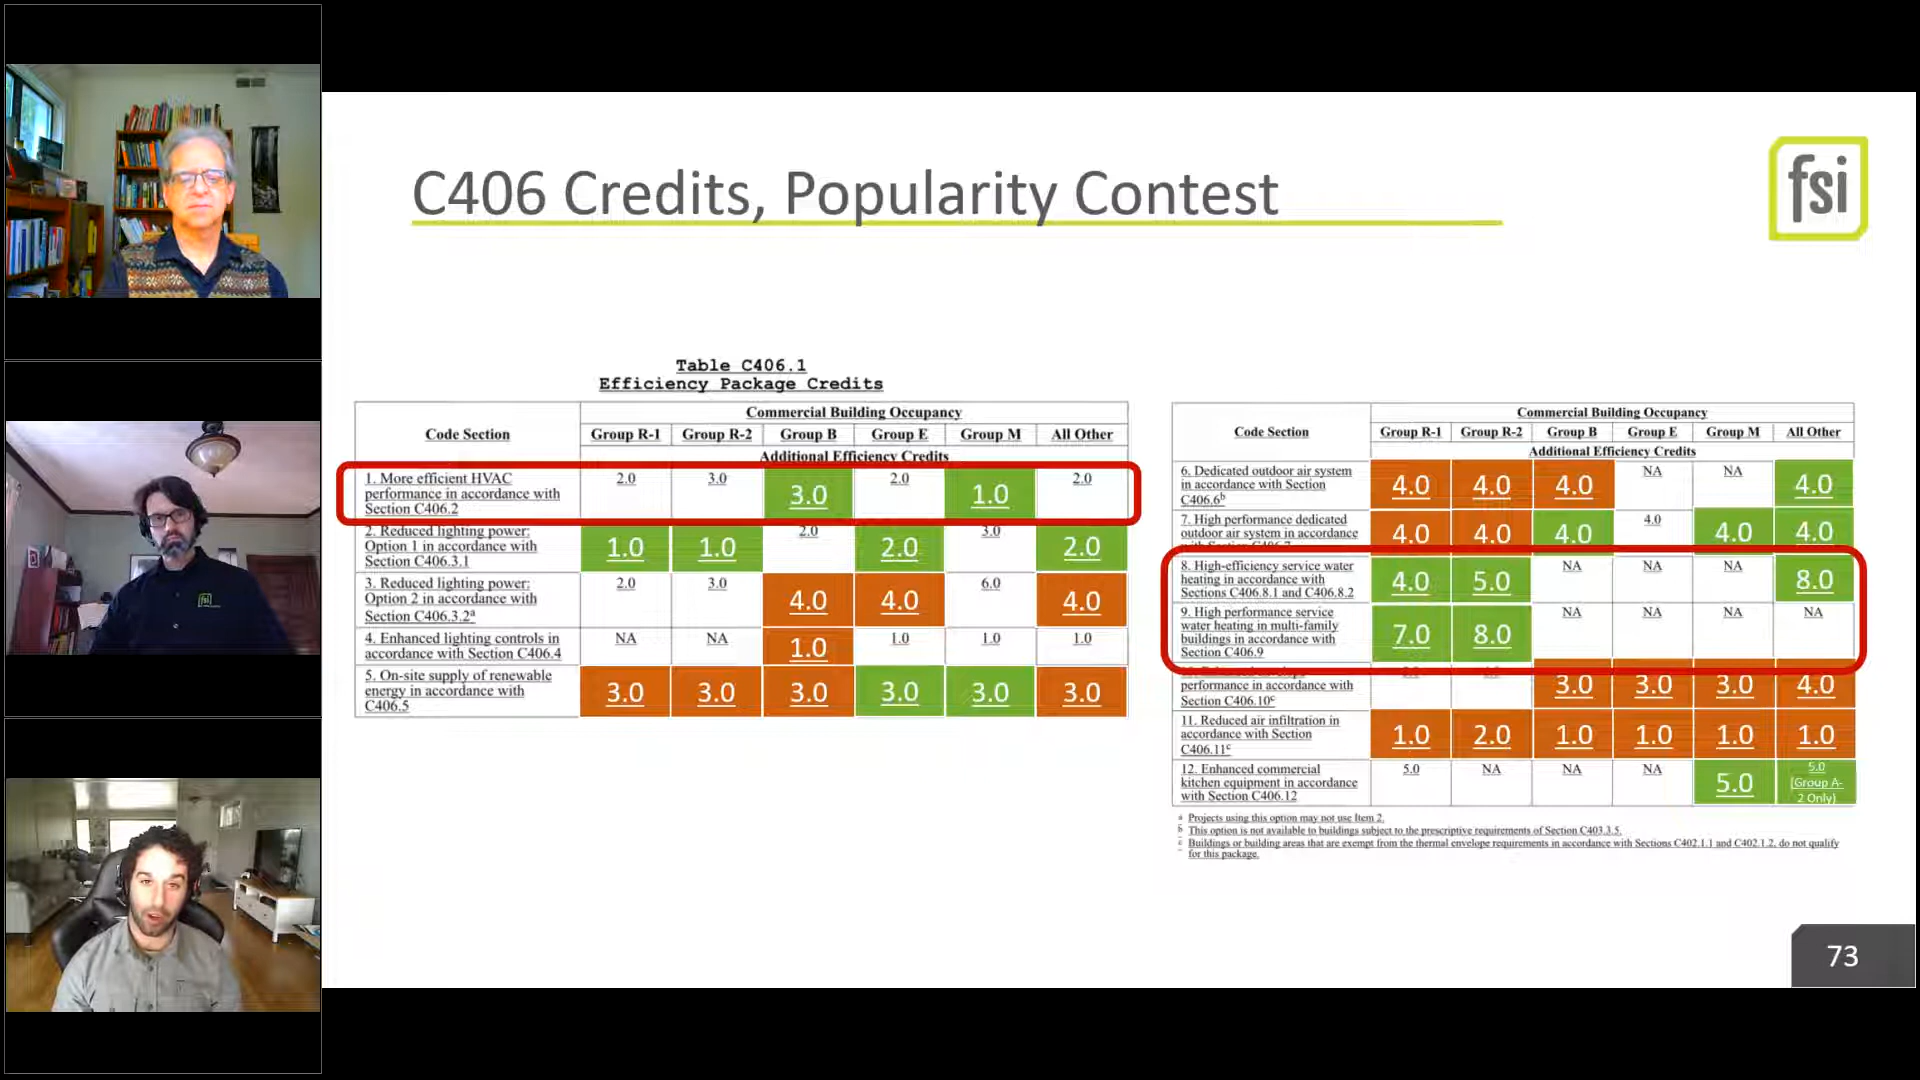 C406 Credits, Popularity Contest
fsi
Table C406.1
Efficiency Package Credits
Code Section
Commercial Building Occupancy
Group R-1 Group R-2 Group B Group E Group M All Other
Additional Efficiency Credits
1. More efficient HVAC
performance in accordance with
Section C406.2
2.0 3.0 3.0 2.0 1.0 2.0
2. Reduced lighting power:
Option 1 in accordance with
Section C406.3.1
1.0 1.0 2.0 2.0 3.0 2.0
3. Reduced lighting power:
Option 2 in accordance with
Section C406.3.2a
2.0 3.0 4.0 4.0 6.0 4.0
4. Enhanced lighting controls in
accordance with Section C406.4
NA NA 1.0 1.0 1.0 1.0
5. On-site supply of renewable
energy in accordance with
C406.5
3.0 3.0 3.0 3.0 3.0 3.0
Code Section
Commercial Building Occupancy
Group R-1 Group R-2 Group B Group E Group M All Other
Additional Efficiency Credits
6. Dedicated outdoor air system
in accordance with Section
C406.6b
4.0 4.0 4.0 NA NA 4.0
7. High performance dedicated
outdoor air system in accordance
4.0 4.0 4.0 4.0 4.0 4.0
8. High-efficiency service water
heating in accordance with
Sections C406.8.1 and C406.8.2
4.0 5.0 NA NA NA 8.0
9. High performance service
water heating in multi-family
buildings in accordance with
Section C406.9
7.0 8.0 NA NA NA NA
performance in accordance with
Section C406.10c
3.0 3.0 3.0 4.0
11. Reduced air infiltration in
accordance with Section
C406.11c
1.0 2.0 1.0 1.0 1.0 1.0
12. Enhanced commercial
kitchen equipment in accordance
with Section C406.12
5.0 NA NA NA 5.0 5.0
(Group A-
2 Only)
a Projects using this option may not use Item 2.
b This option is not available to buildings subject to the prescriptive requirements of Section C403.3.5.
c Buildings or building areas that are exempt from the thermal envelope requirements in accordance with Sections C402.1.1 and C402.1.2, do not qualify
for this package.
73
fsi